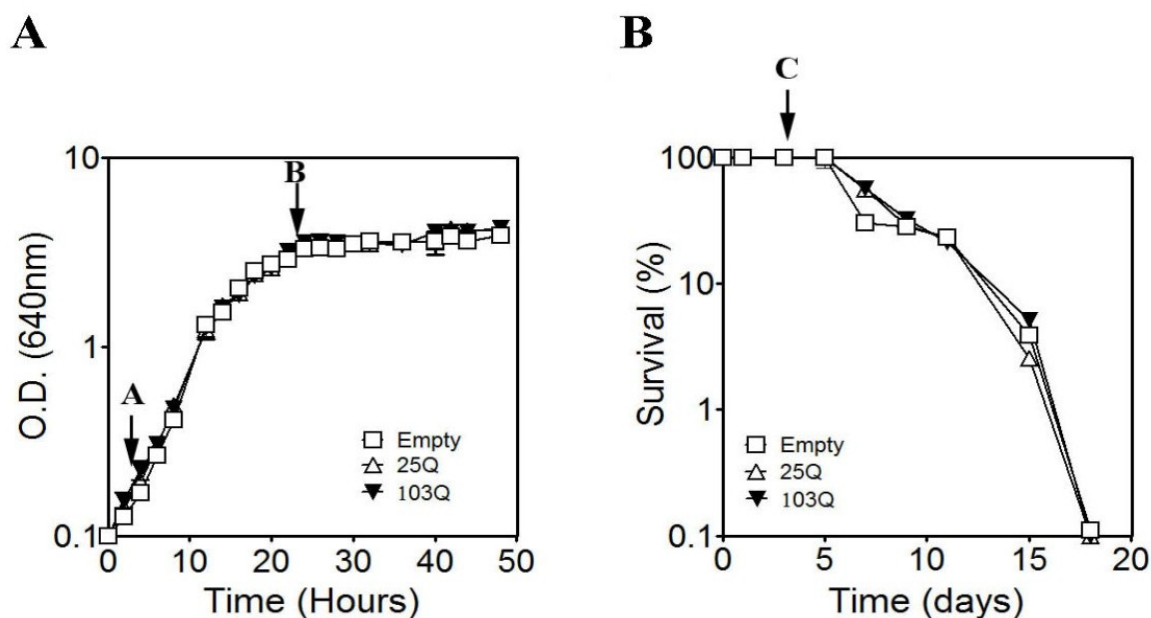 A
B
O.D. (640nm)
10
1
0.1
A
B
Empty
25Q
103Q
0 10 20 30 40 50
Time (Hours)
C
Survival (%)
100
10
1
0.1
Empty
25Q
103Q
0 5 10 15 20
Time (days)